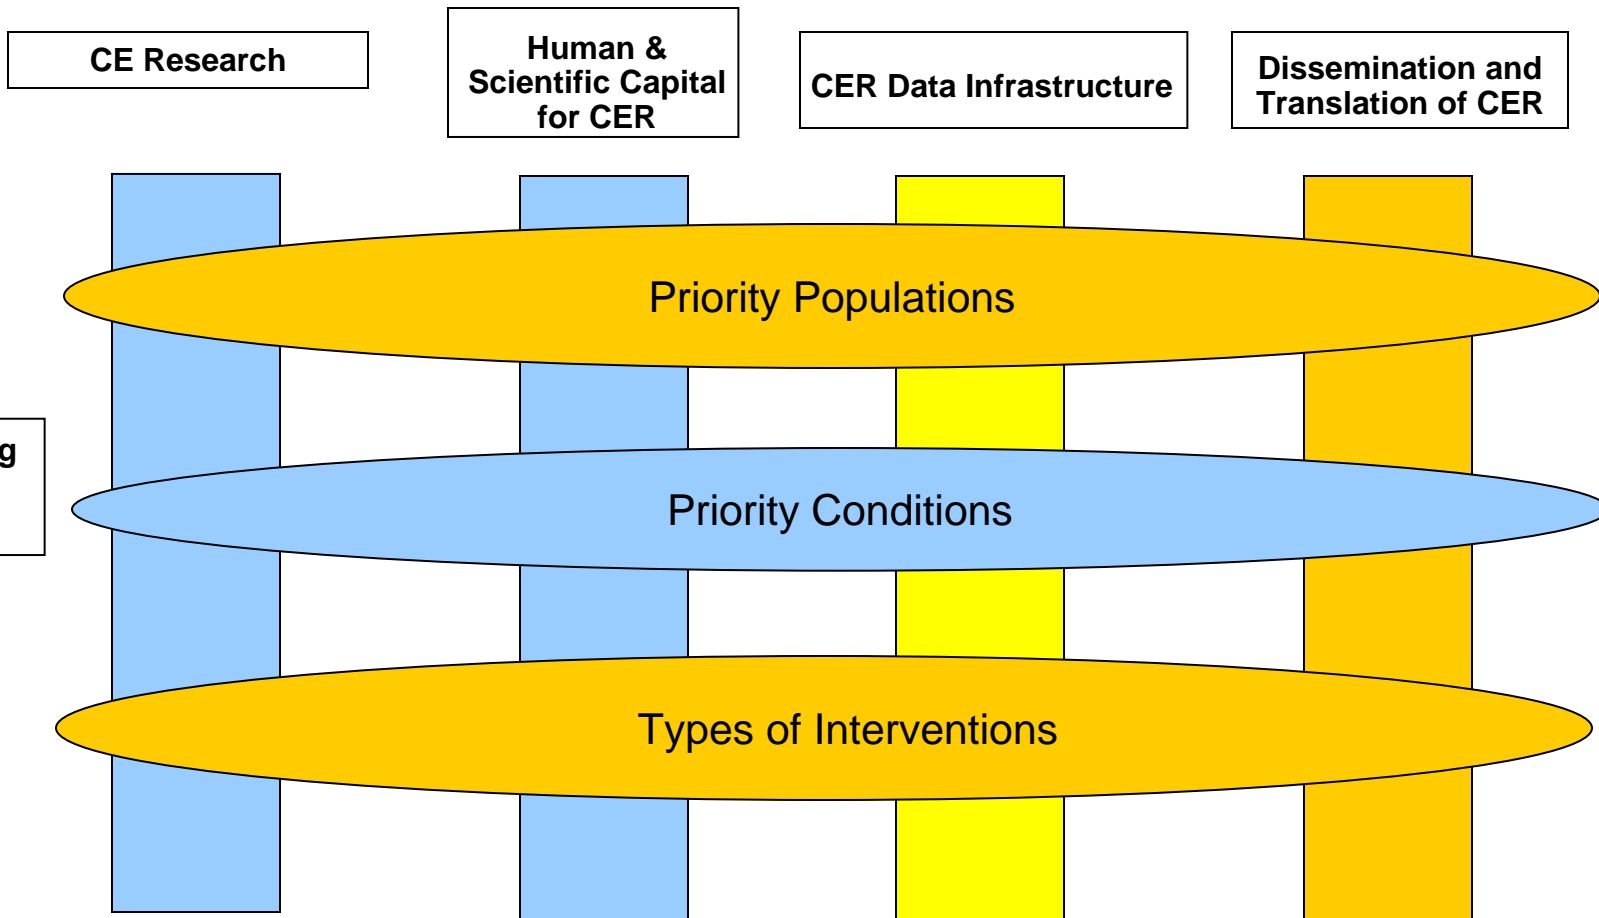 CE Research
Human &
Scientific Capital
for CER
CER Data Infrastructure
Dissemination and
Translation of CER
Priority Populations
Priority Conditions
Types of Interventions